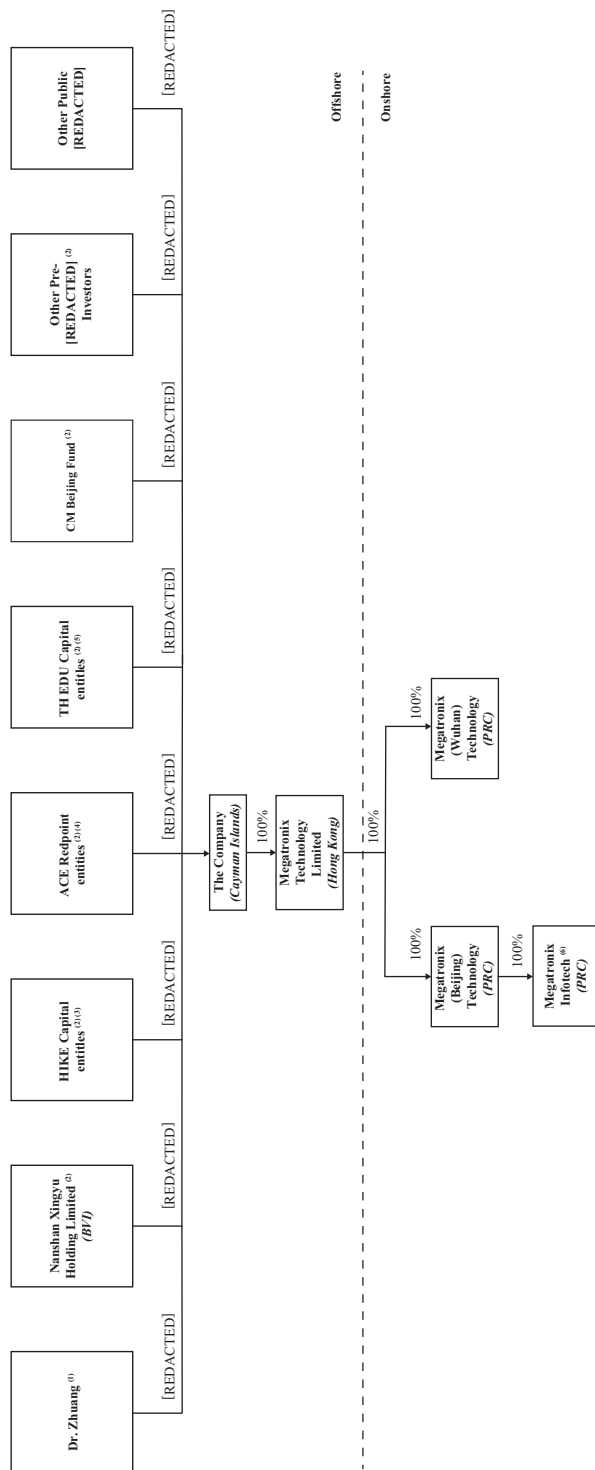 Dr. Zhuang (1)
Nanshan Xingyu
Holding Limited (2)
(BVI)
HIKE Capital
entities (2) (3)
ACE Redpoint
entities (2) (4)
TH EDU Capital
entitles (2) (5)
CM Beijing Fund (2)
Other Pre-
[REDACTED] (2)
Investors
Other Public
[REDACTED]
[REDACTED]
[REDACTED]
[REDACTED]
[REDACTED]
[REDACTED]
[REDACTED]
[REDACTED]
[REDACTED]
The Company
(Cayman Islands)
100%
Megatronix
Technology
Limited
(Hong Kong)
Offshore
Onshore
100%
100%
100%
Megatronix
(Beijing)
Technology
(PRC)
Megatronix
(Wuhan)
Technology
(PRC)
100%
Megatronix
Infotech (6)
(PRC)